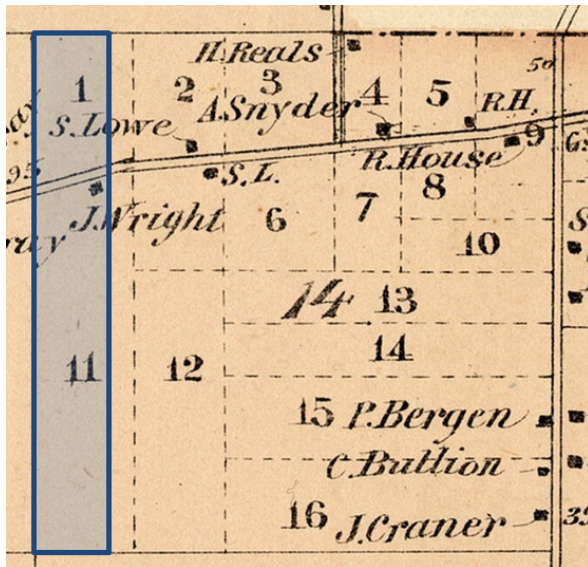 H. Reals
50
1
2
3
4
5
R.H.
S. Lowe
A. Snyder
9
95
S.L.
R. House
8
J. Wright
6
7
10
14
13
14
11
12
15
P. Bergen
C. Bullion
16
J. Craner